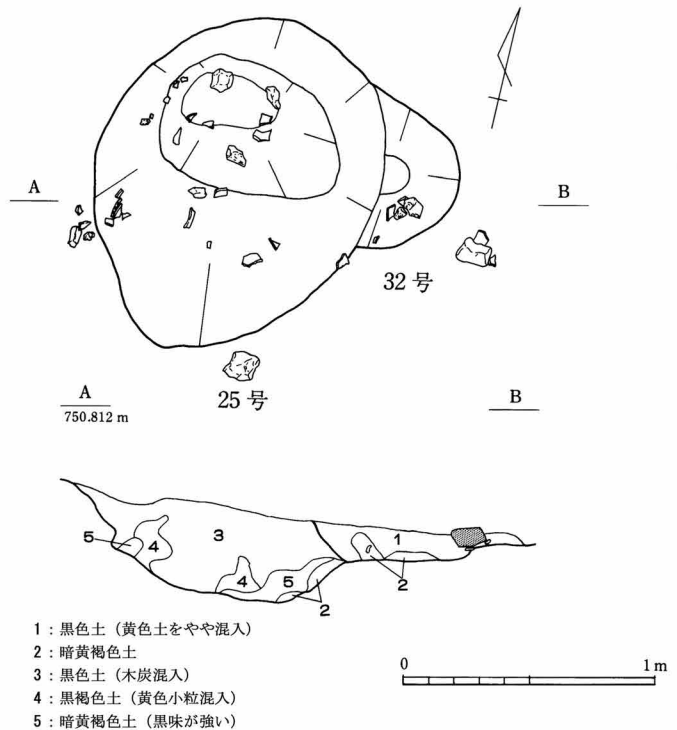 A
B
32 号
25 号
A
750.812 m
B
3
1
5
4
4
5
2
2
1：黒色土（黄色土をやや混入）
2：暗黄褐色土
3：黒色土（木炭混入）
4：黒褐色土（黄色小粒混入）
5：暗黄褐色土（黒味が強い）
0
1 m